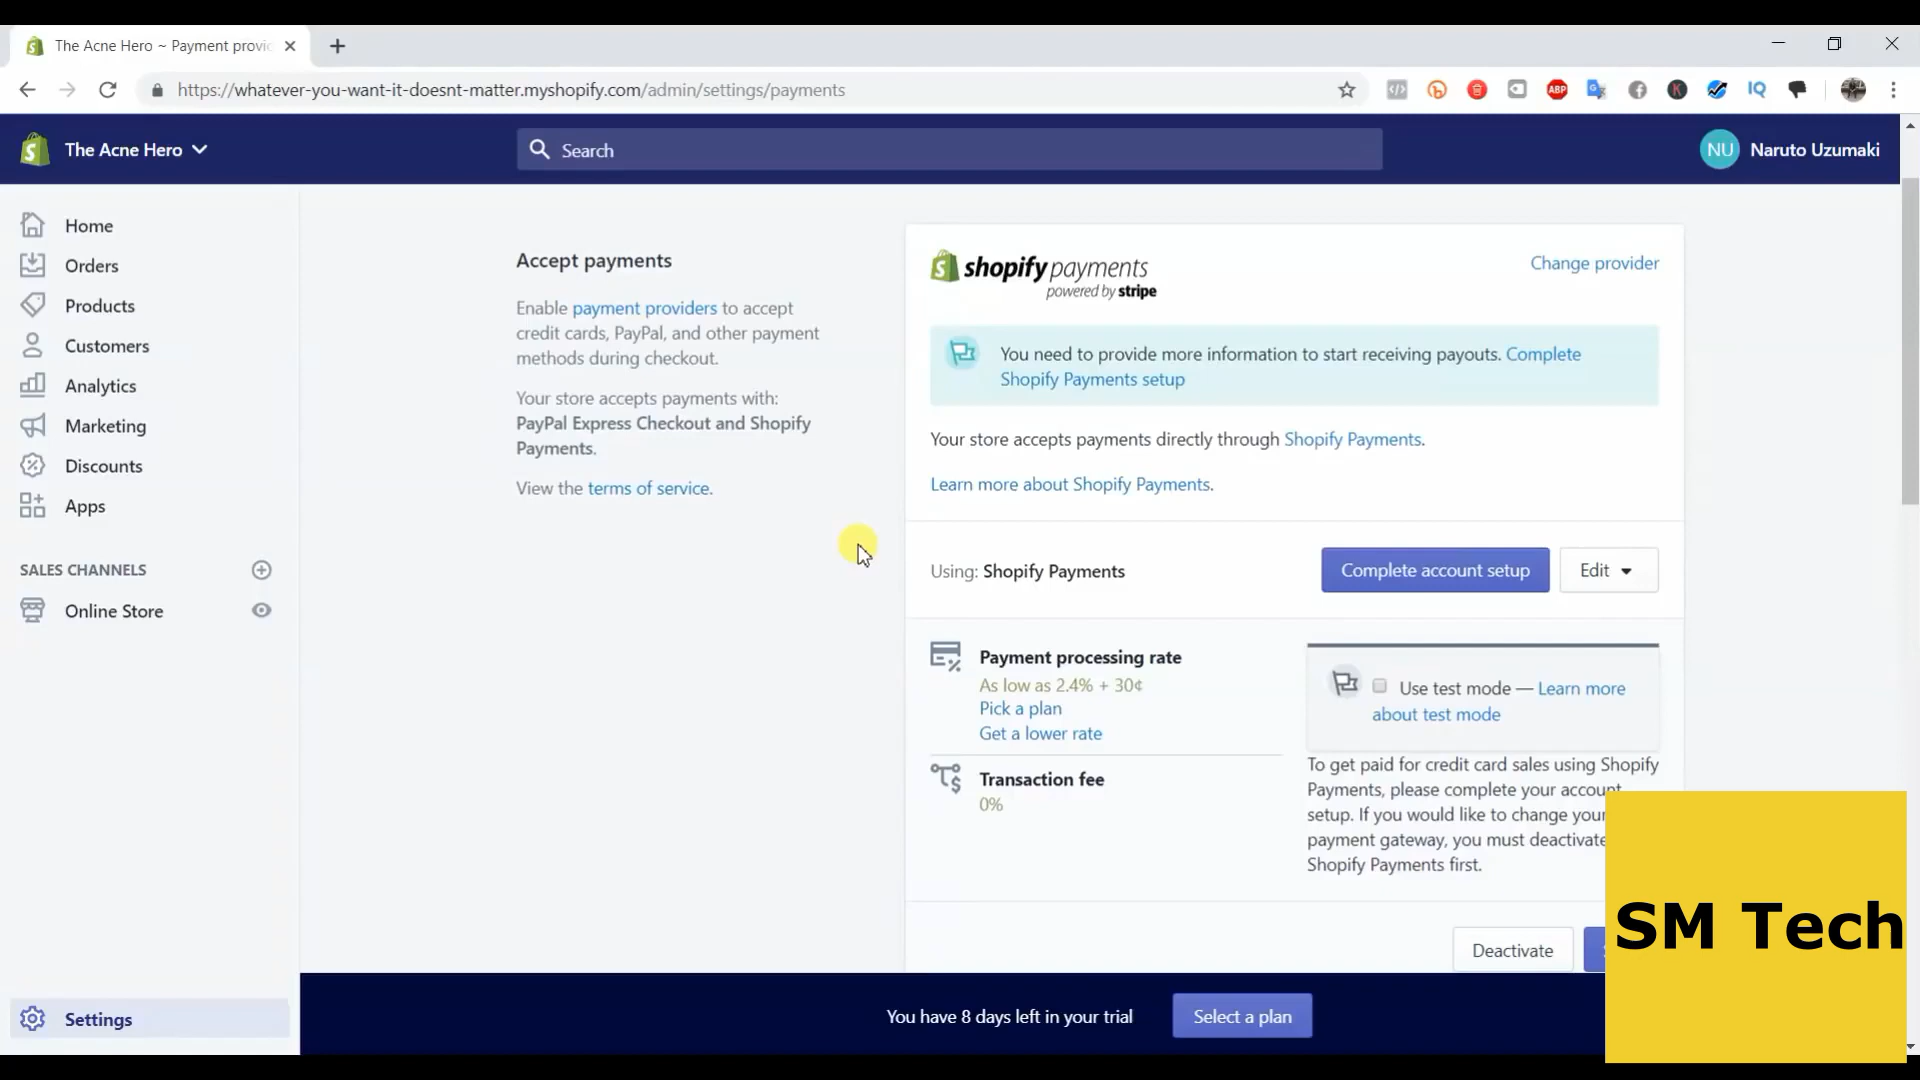 The Acne Hero ~ Payment provi
https://whatever-you-want-it-doesnt-matter.myshopify.com/admin/settings/payments
ABP
K
IQ
The Acne Hero
Search
NU
Naruto Uzumaki
Home
Orders
Products
Customers
Analytics
Marketing
Discounts
Apps
SALES CHANNELS
Online Store
Settings
Accept payments
Enable payment providers to accept
credit cards, PayPal, and other payment
methods during checkout.
Your store accepts payments with:
PayPal Express Checkout and Shopify
Payments.
View the terms of service.
shopify payments
powered by stripe
Change provider
You need to provide more information to start receiving payouts. Complete
Shopify Payments setup
Your store accepts payments directly through Shopify Payments.
Learn more about Shopify Payments.
Using: Shopify Payments
Complete account setup
Edit
Payment processing rate
As low as 2.4% + 30¢
Pick a plan
Get a lower rate
Transaction fee
0%
Use test mode — Learn more
about test mode
To get paid for credit card sales using Shopify
Payments, please complete your account
setup. If you would like to change your
payment gateway, you must deactivate
Shopify Payments first.
Deactivate
You have 8 days left in your trial
Select a plan
SM Tech